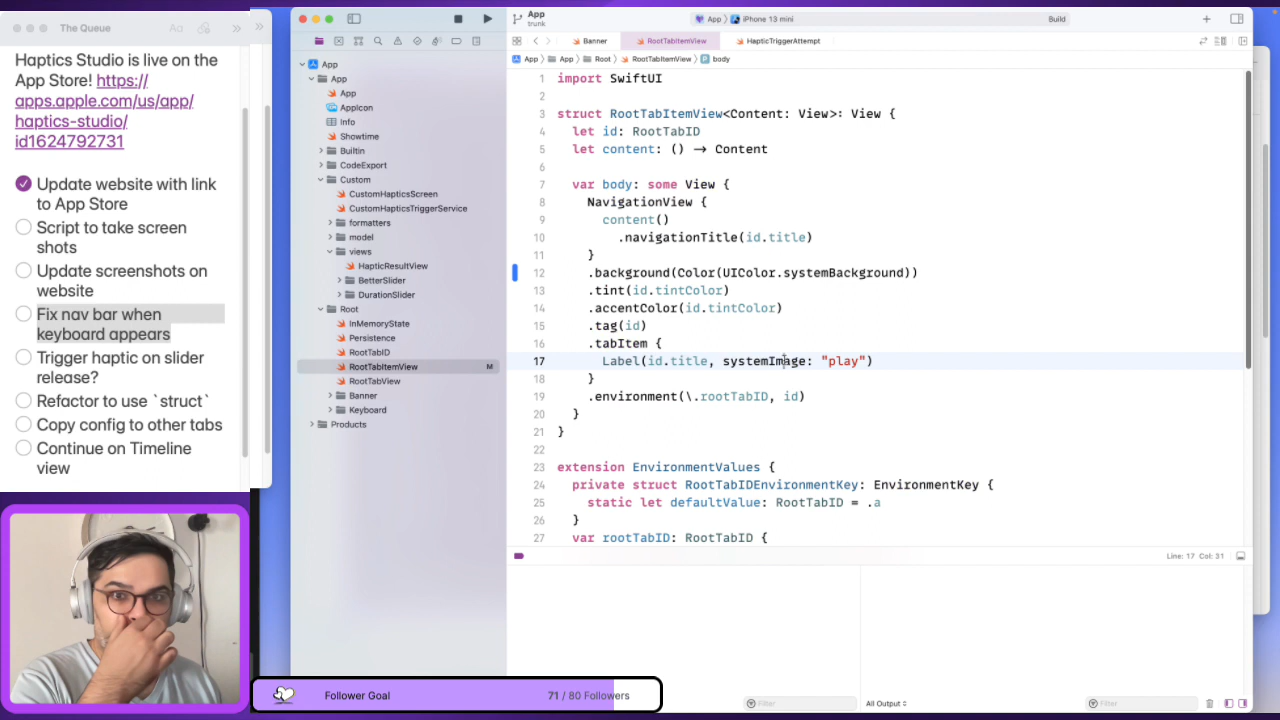 The Queue
Haptics Studio is live on the
App Store! https://
apps.apple.com/us/app/
haptics-studio/
id1624792731
Update website with link
to App Store
Script to take screen
shots
Update screenshots on
website
Fix nav bar when
keyboard appears
Trigger haptic on slider
release?
Refactor to use `struct`
Copy config to other tabs
Continue on Timeline
view
App
trunk
App
iPhone 13 mini
Build
Banner
RootTabItemView
HapticTriggerAttempt
App
App
Root
RootTabItemView
body
App
App
App
AppIcon
Info
Showtime
Builtin
CodeExport
Custom
CustomHapticsScreen
CustomHapticsTriggerService
formatters
model
views
HapticResultView
BetterSlider
DurationSlider
Root
InMemoryState
Persistence
RootTabID
RootTabItemView M
RootTabView
Banner
Keyboard
Products
1 import SwiftUI
2
3 struct RootTabItemView<Content: View>: View {
4 let id: RootTabID
5 let content: () -> Content
6
7 var body: some View {
8 NavigationView {
9 content()
10 .navigationTitle(id.title)
11 }
12 .background(Color(UIColor.systemBackground))
13 .tint(id.tintColor)
14 .accentColor(id.tintColor)
15 .tag(id)
16 .tabItem {
17 Label(id.title, systemImage: "play")
18 }
19 .environment(\.rootTabID, id)
20 }
21 }
22
23 extension EnvironmentValues {
24 private struct RootTabIDEnvironmentKey: EnvironmentKey {
25 static let defaultValue: RootTabID = .a
26 }
27 var rootTabID: RootTabID {
Line: 17 Col: 31
Filter
All Output
Filter
Follower Goal
71 / 80 Followers